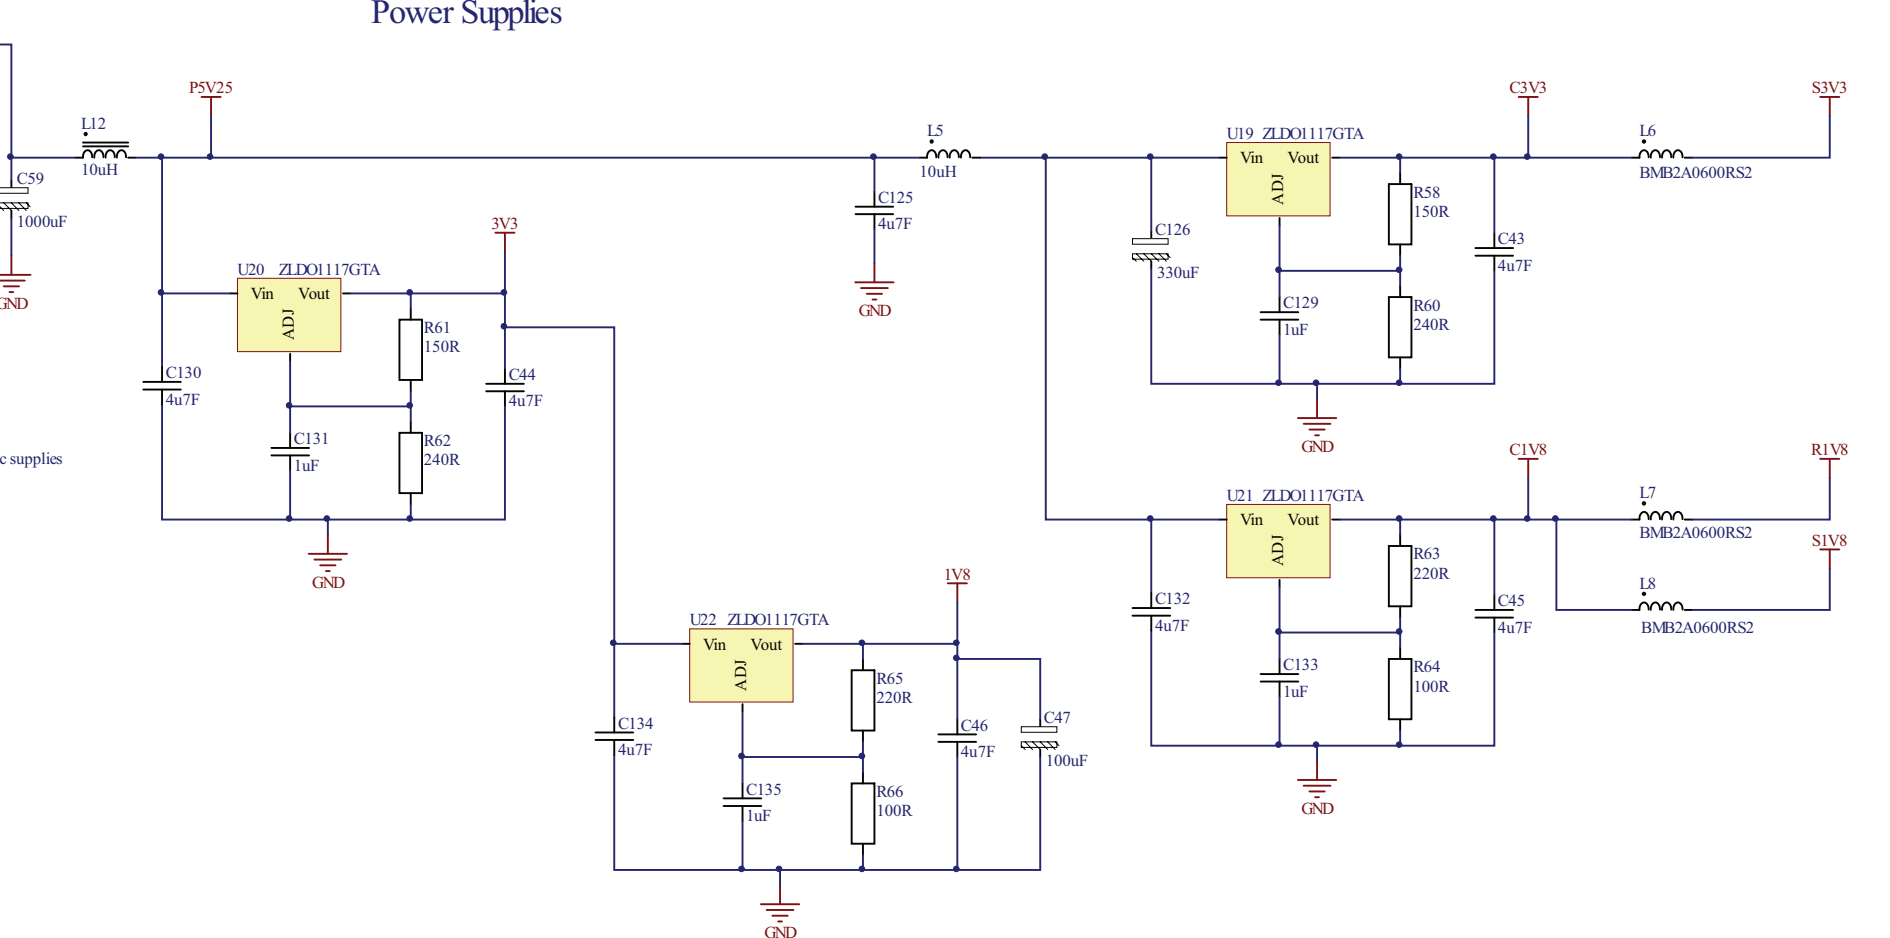 Power Supplies
P5V25
C3V3
S3V3
L12
10uH
L5
10uH
U19 ZLDO1117GTA
Vin Vout
ADJ
L6
BMB2A0600RS2
C59
1000uF
GND
C125
4u7F
GND
R58
150R
C126
330uF
C43
4u7F
C129
1uF
R60
240R
GND
3V3
U20 ZLDO1117GTA
Vin Vout
ADJ
R61
150R
C130
4u7F
C44
4u7F
C131
1uF
R62
240R
GND
c supplies
C1V8
R1V8
U21 ZLDO1117GTA
Vin Vout
ADJ
L7
BMB2A0600RS2
S1V8
R63
220R
L8
BMB2A0600RS2
C132
4u7F
C45
4u7F
C133
1uF
R64
100R
GND
1V8
U22 ZLDO1117GTA
Vin Vout
ADJ
R65
220R
C134
4u7F
C46
4u7F
C47
100uF
C135
1uF
R66
100R
GND